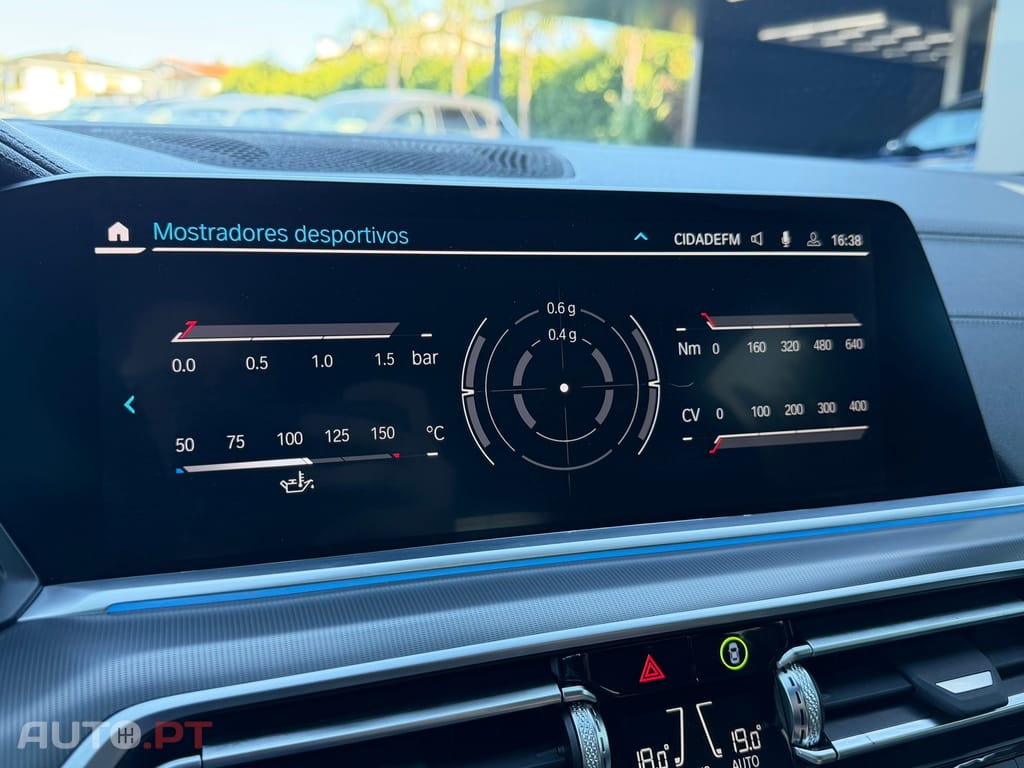 Mostradores desportivos
CIDADEFM 16:38
0.6 g
0.4 g
0.0 0.5 1.0 1.5 bar
Nm 0 160 320 480 640
50 75 100 125 150 °C
CV 0 100 200 300 400
18.0° 19.0°
AUTO
AUTO.PT